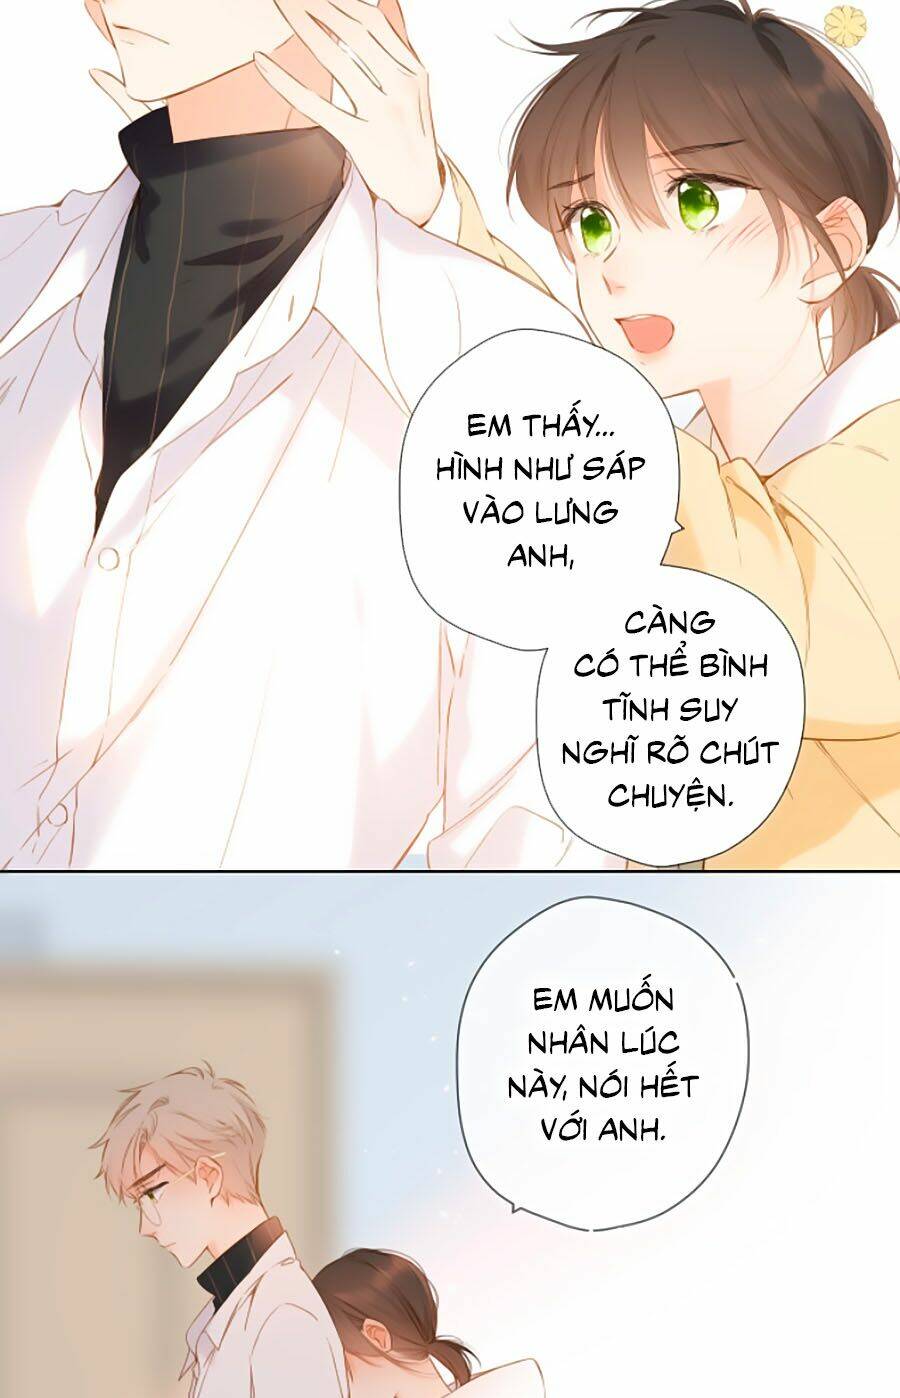 EM THẤY...
HÌNH NHƯ SÁP
VÀO LƯNG
ANH,
CÀNG
CÓ THỂ BÌNH
TĨNH SUY
NGHĨ RÕ CHÚT
CHUYỆN.
EM MUỐN
NHÂN LÚC
NÀY, NÓI HẾT
VỚI ANH.